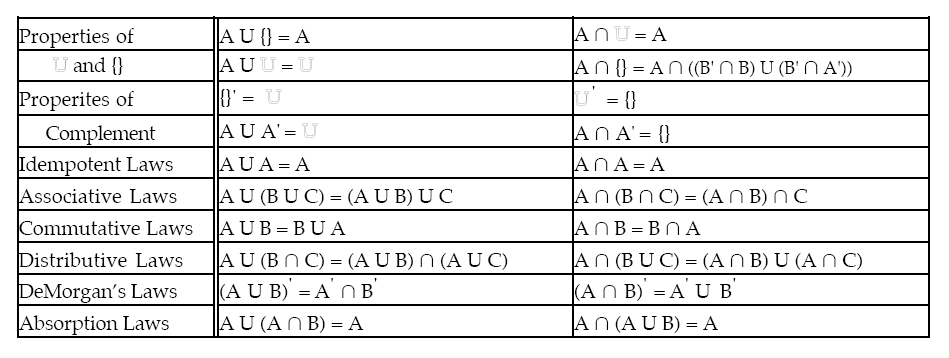 Properties of A U {} = A A ∩ 𝕌 = A
𝕌 and {} A U 𝕌 = 𝕌 A ∩ {} = A ∩ ((B' ∩ B) U (B' ∩ A'))
Properites of {}' = 𝕌 𝕌' = {}
Complement A U A' = 𝕌 A ∩ A' = {}
Idempotent Laws A U A = A A ∩ A = A
Associative Laws A U (B U C) = (A U B) U C A ∩ (B ∩ C) = (A ∩ B) ∩ C
Commutative Laws A U B = B U A A ∩ B = B ∩ A
Distributive Laws A U (B ∩ C) = (A U B) ∩ (A U C) A ∩ (B U C) = (A ∩ B) U (A ∩ C)
DeMorgan's Laws (A U B)' = A' ∩ B' (A ∩ B)' = A' U B'
Absorption Laws A U (A ∩ B) = A A ∩ (A U B) = A